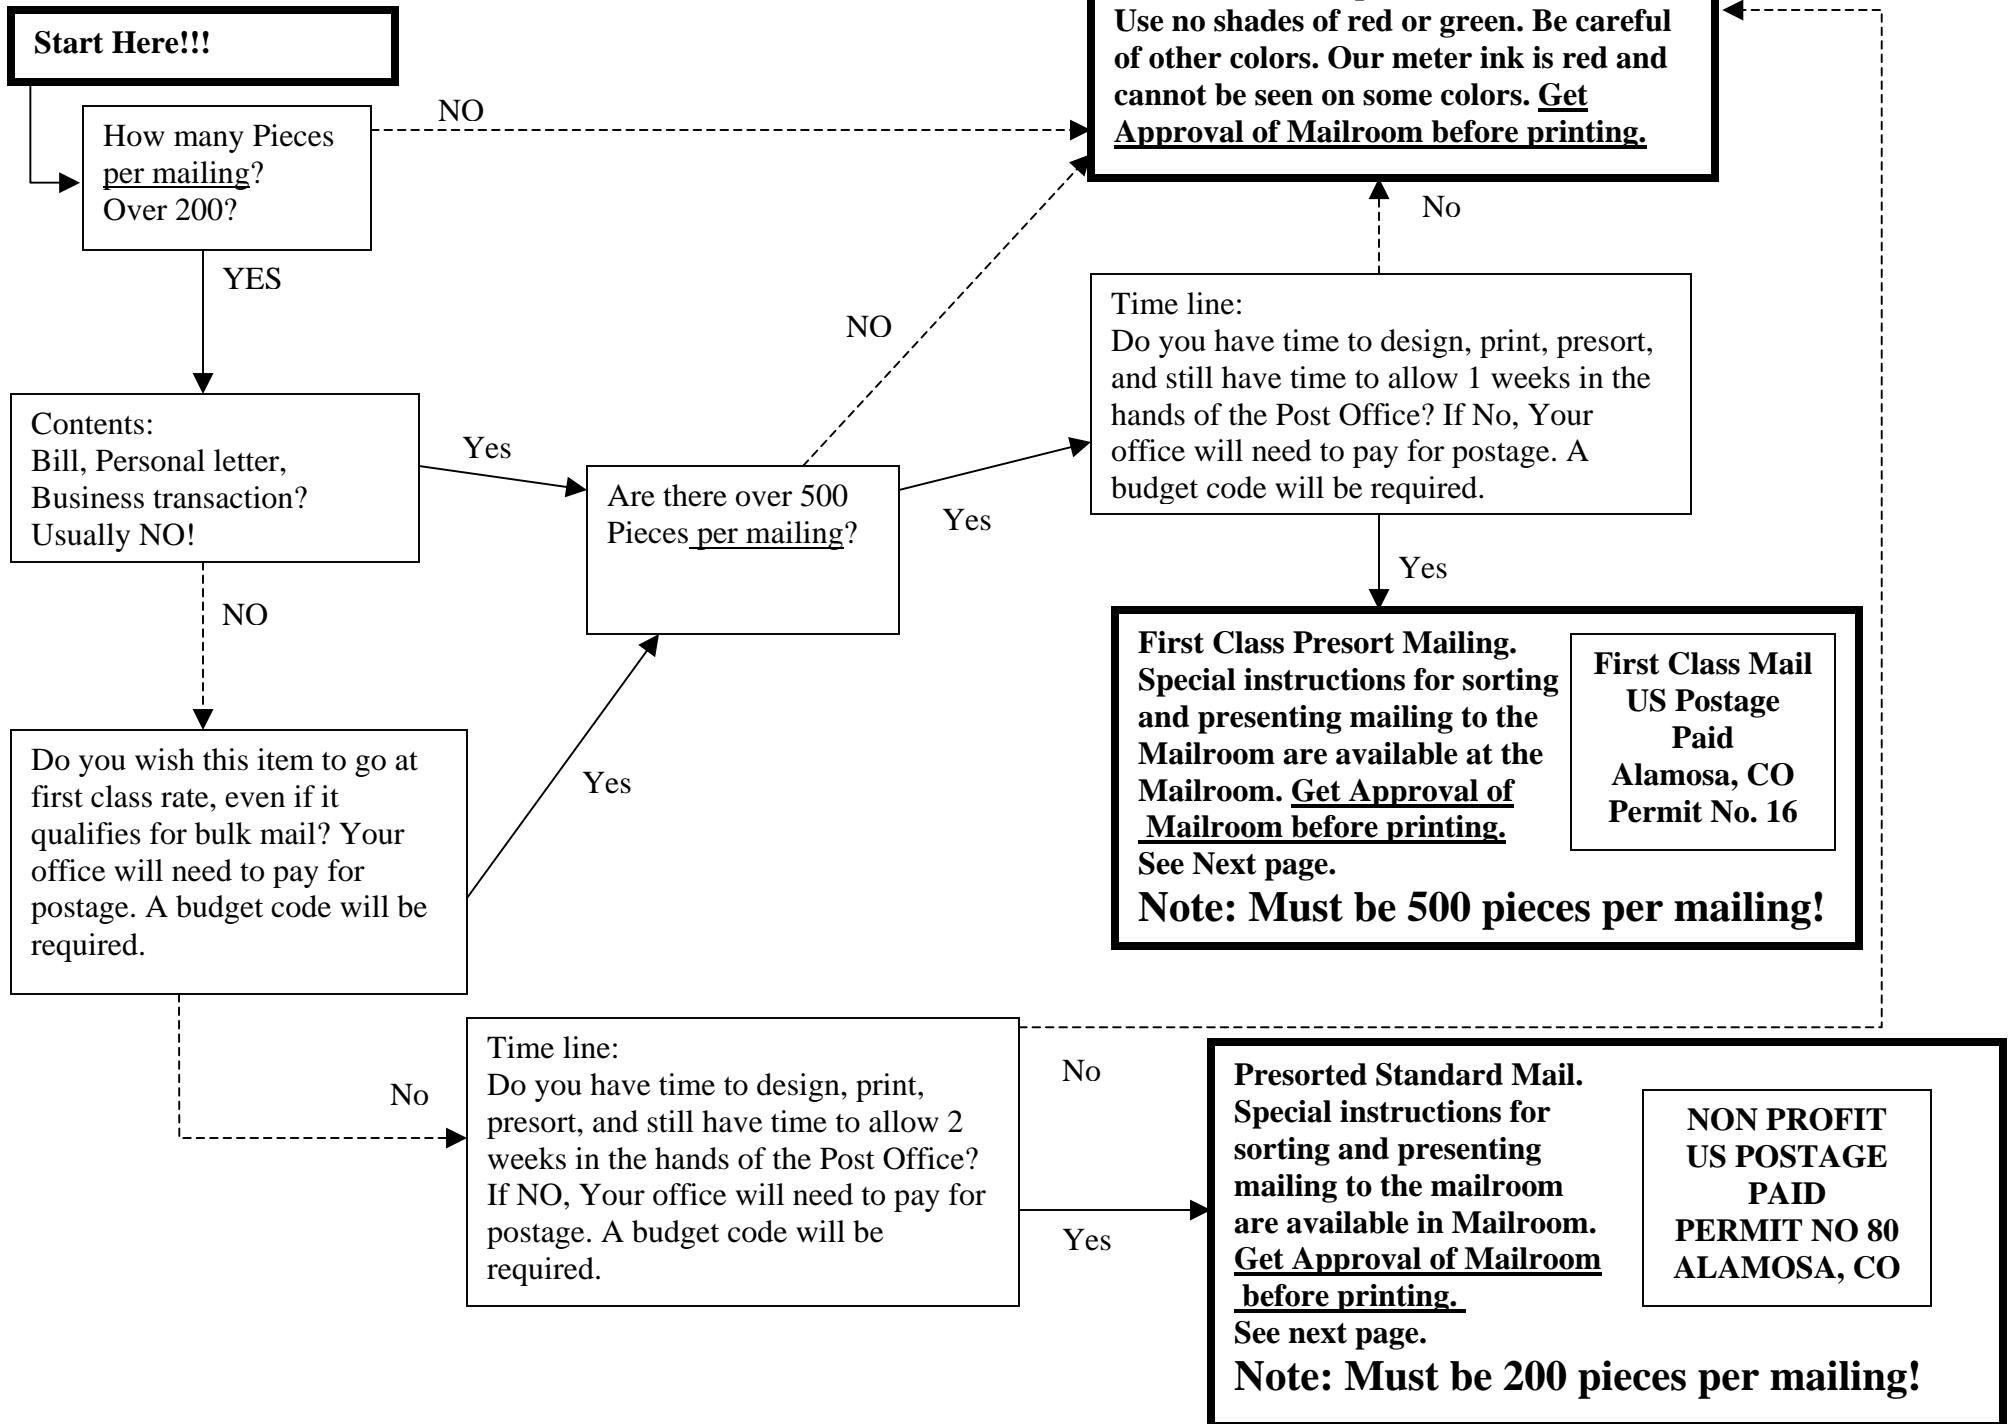 Start Here!!!
Use no shades of red or green. Be careful
of other colors. Our meter ink is red and
cannot be seen on some colors. Get
Approval of Mailroom before printing.
NO
How many Pieces
per mailing?
Over 200?
YES
No
NO
Time line:
Do you have time to design, print, presort,
and still have time to allow 1 weeks in the
hands of the Post Office? If No, Your
office will need to pay for postage. A
budget code will be required.
Contents:
Bill, Personal letter,
Business transaction?
Usually NO!
Yes
Are there over 500
Pieces per mailing?
Yes
Yes
NO
First Class Presort Mailing.
Special instructions for sorting
and presenting mailing to the
Mailroom are available at the
Mailroom. Get Approval of
Mailroom before printing.
See Next page.
Note: Must be 500 pieces per mailing!
First Class Mail
US Postage
Paid
Alamosa, CO
Permit No. 16
Do you wish this item to go at
first class rate, even if it
qualifies for bulk mail? Your
office will need to pay for
postage. A budget code will be
required.
Yes
No
Time line:
Do you have time to design, print,
presort, and still have time to allow 2
weeks in the hands of the Post Office?
If NO, Your office will need to pay for
postage. A budget code will be
required.
No
Yes
Presorted Standard Mail.
Special instructions for
sorting and presenting
mailing to the mailroom
are available in Mailroom.
Get Approval of Mailroom
before printing.
See next page.
Note: Must be 200 pieces per mailing!
NON PROFIT
US POSTAGE
PAID
PERMIT NO 80
ALAMOSA, CO